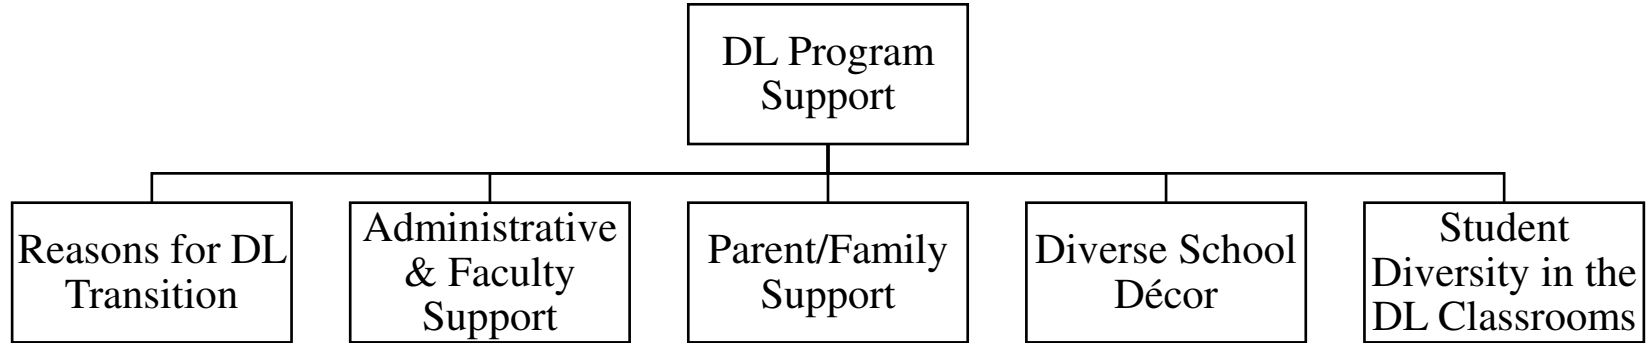 DL Program
Support
Reasons for DL
Transition
Administrative
& Faculty
Support
Parent/Family
Support
Diverse School
Décor
Student
Diversity in the
DL Classrooms